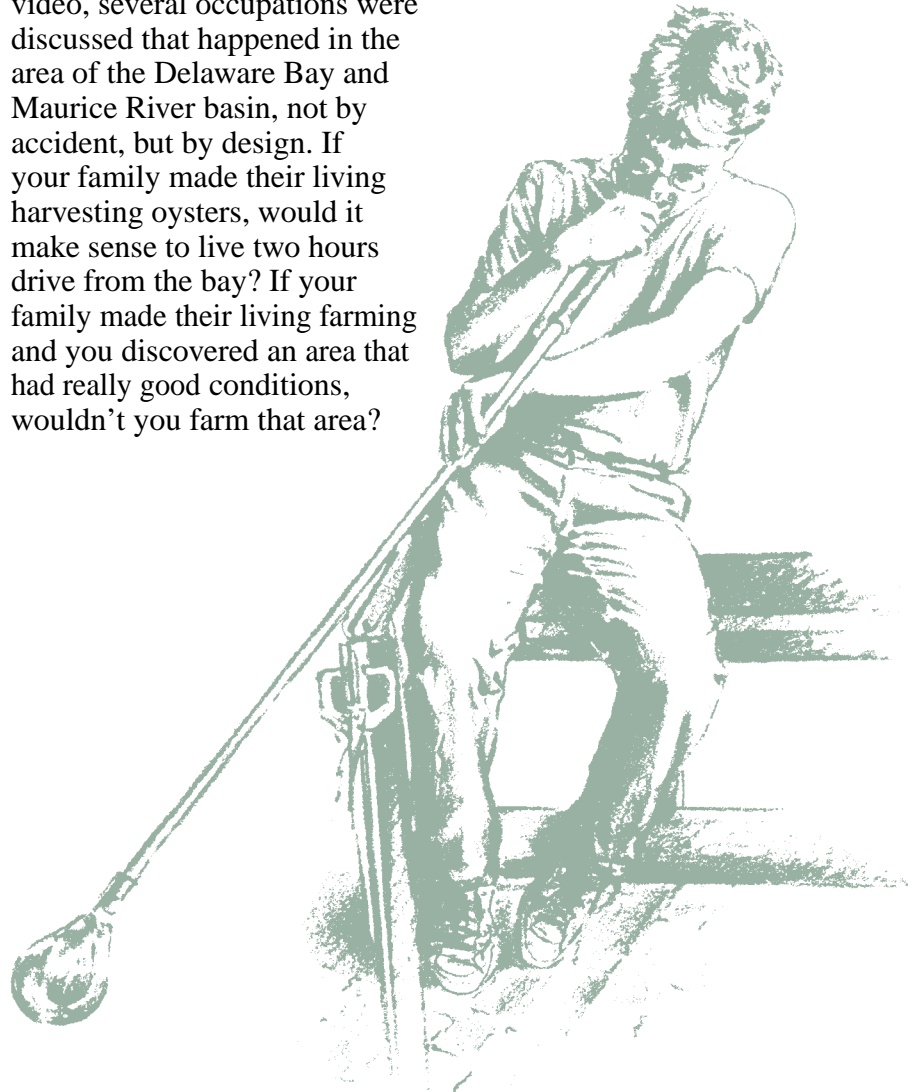 video, several occupations were
discussed that happened in the
area of the Delaware Bay and
Maurice River basin, not by
accident, but by design. If
your family made their living
harvesting oysters, would it
make sense to live two hours
drive from the bay? If your
family made their living farming
and you discovered an area that
had really good conditions,
wouldn’t you farm that area?